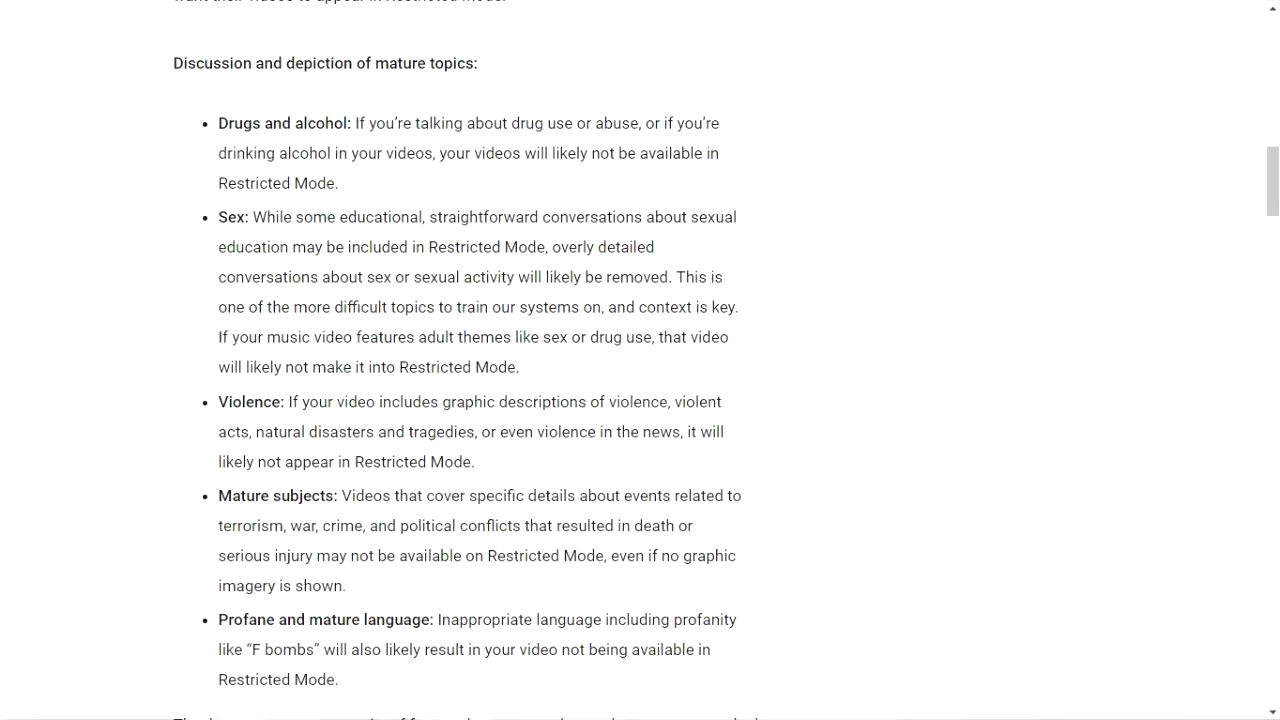 Discussion and depiction of mature topics:
• Drugs and alcohol: If you’re talking about drug use or abuse, or if you’re
drinking alcohol in your videos, your videos will likely not be available in
Restricted Mode.
• Sex: While some educational, straightforward conversations about sexual
education may be included in Restricted Mode, overly detailed
conversations about sex or sexual activity will likely be removed. This is
one of the more difficult topics to train our systems on, and context is key.
If your music video features adult themes like sex or drug use, that video
will likely not make it into Restricted Mode.
• Violence: If your video includes graphic descriptions of violence, violent
acts, natural disasters and tragedies, or even violence in the news, it will
likely not appear in Restricted Mode.
• Mature subjects: Videos that cover specific details about events related to
terrorism, war, crime, and political conflicts that resulted in death or
serious injury may not be available on Restricted Mode, even if no graphic
imagery is shown.
• Profane and mature language: Inappropriate language including profanity
like “F bombs” will also likely result in your video not being available in
Restricted Mode.